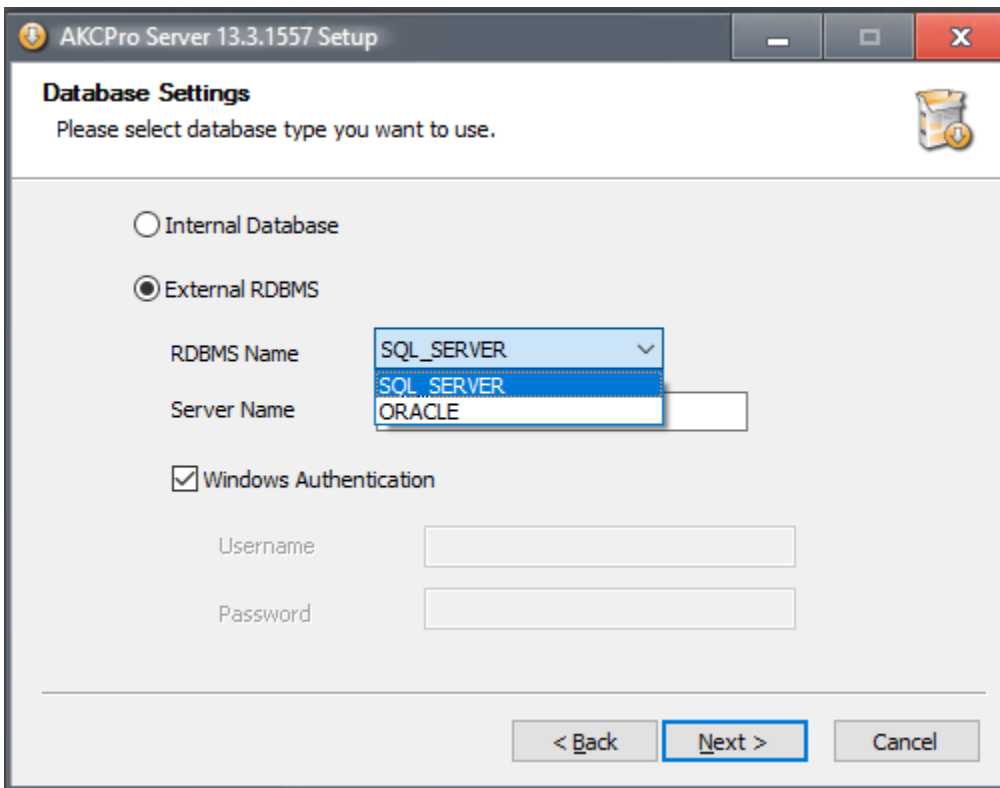 AKCPro Server 13.3.1557 Setup
Database Settings
Please select database type you want to use.
Internal Database
External RDBMS
RDBMS Name
SQL_SERVER
SQL_SERVER
ORACLE
Server Name
Windows Authentication
Username
Password
< Back
Next >
Cancel